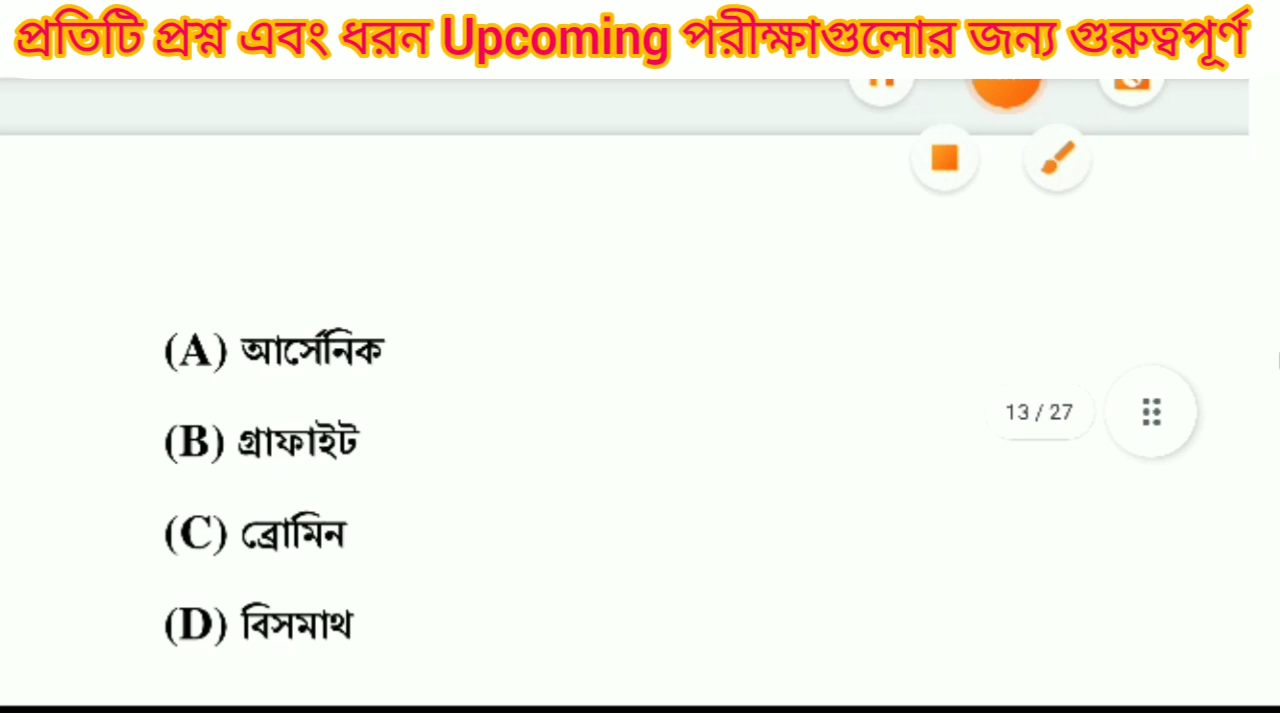 প্রতিটি প্রশ্ন এবং ধরন Upcoming পরীক্ষাগুলোর জন্য গুরুত্বপূর্ণ
(A) আর্সেনিক
13 / 27
(B) গ্রাফাইট
(C) ব্রোমিন
(D) বিসমাথ